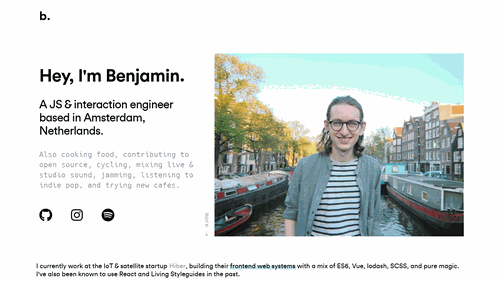 b.
Hey, I'm Benjamin.
A JS & interaction engineer
based in Amsterdam,
Netherlands.
Also cooking food, contributing to
open source, cycling, mixing live &
studio sound, jamming, listening to
indie pop, and trying new cafes.
I currently work at the IoT & satellite startup Hiber, building their frontend web systems with a mix of ES6, Vue, lodash, SCSS, and pure magic.
I've also been known to use React and Living Styleguides in the past.